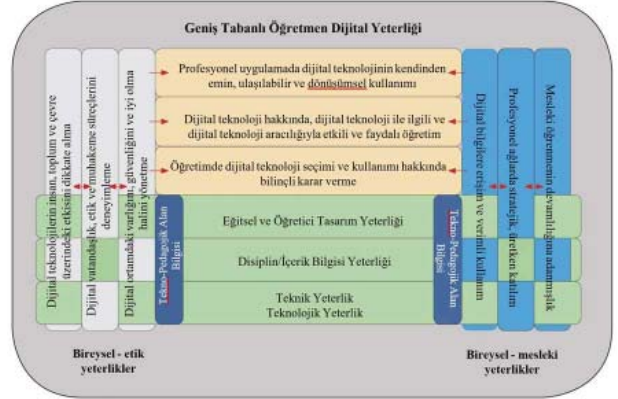 Geniş Tabanlı Öğretmen Dijital Yeterliği
Dijital teknolojilerin insan, toplum ve çevre
üzerindeki etkisini dikkate alma
Dijital vatandaşlık, etik ve muhakeme süreçlerini
deneyimleme
Dijital ortamdaki varlığını, güvenliğini ve iyi olma
halini yönetme
Profesyonel uygulamada dijital teknolojinin kendinden
emin, ulaşılabilir ve dönüsümsel kullanımı
Dijital teknoloji hakkında, dijital teknoloji ile ilgili ve
dijital teknoloji aracılığıyla etkili ve faydalı öğretim
Öğretimde dijital teknoloji seçimi ve kullanımı hakkında
bilinçli karar verme
Tekno-Pedagojik Alan
Bilgisi
Eğitsel ve Öğretici Tasarım Yeterliği
Disiplin/İçerik Bilgisi Yeterliği
Teknik Yeterlik
Teknolojik Yeterlik
Tekno-Pedagojik Alan
Bilgisi
Dijital bilgilere erişim ve verimli kullanım
Profesyonel ağlarda stratejik, üretken katılım
Mesleki öğrenmenin devamlılığına adanmışlık
Bireysel - etik
yeterlikler
Bireysel - mesleki
yeterlikler